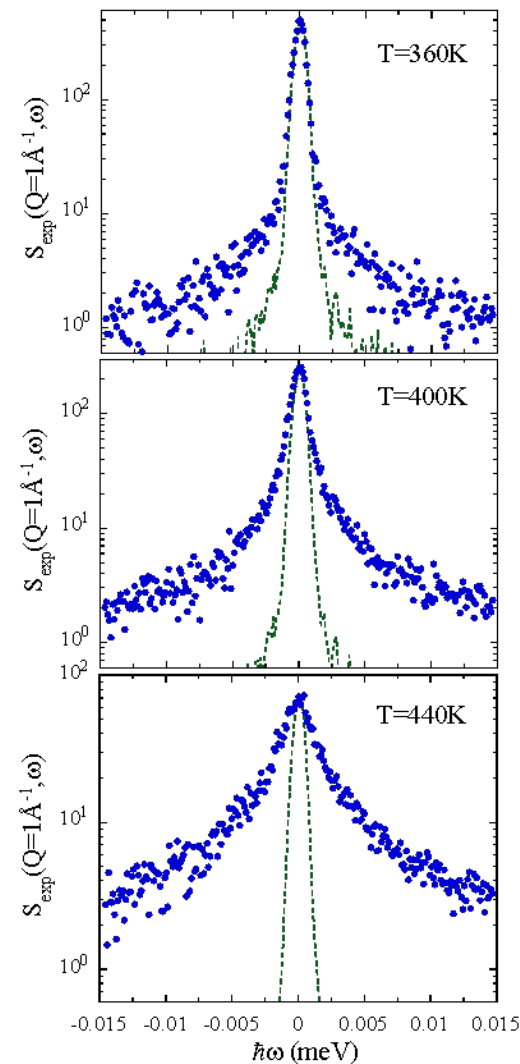 T=360K
10²
10¹
10⁰
S_exp(Q=1Å⁻¹,ω)
T=400K
10²
10¹
10⁰
S_exp(Q=1Å⁻¹,ω)
T=440K
10²
10¹
10⁰
S_exp(Q=1Å⁻¹,ω)
-0.015 -0.01 -0.005 0 0.005 0.01 0.015
ℏω (meV)